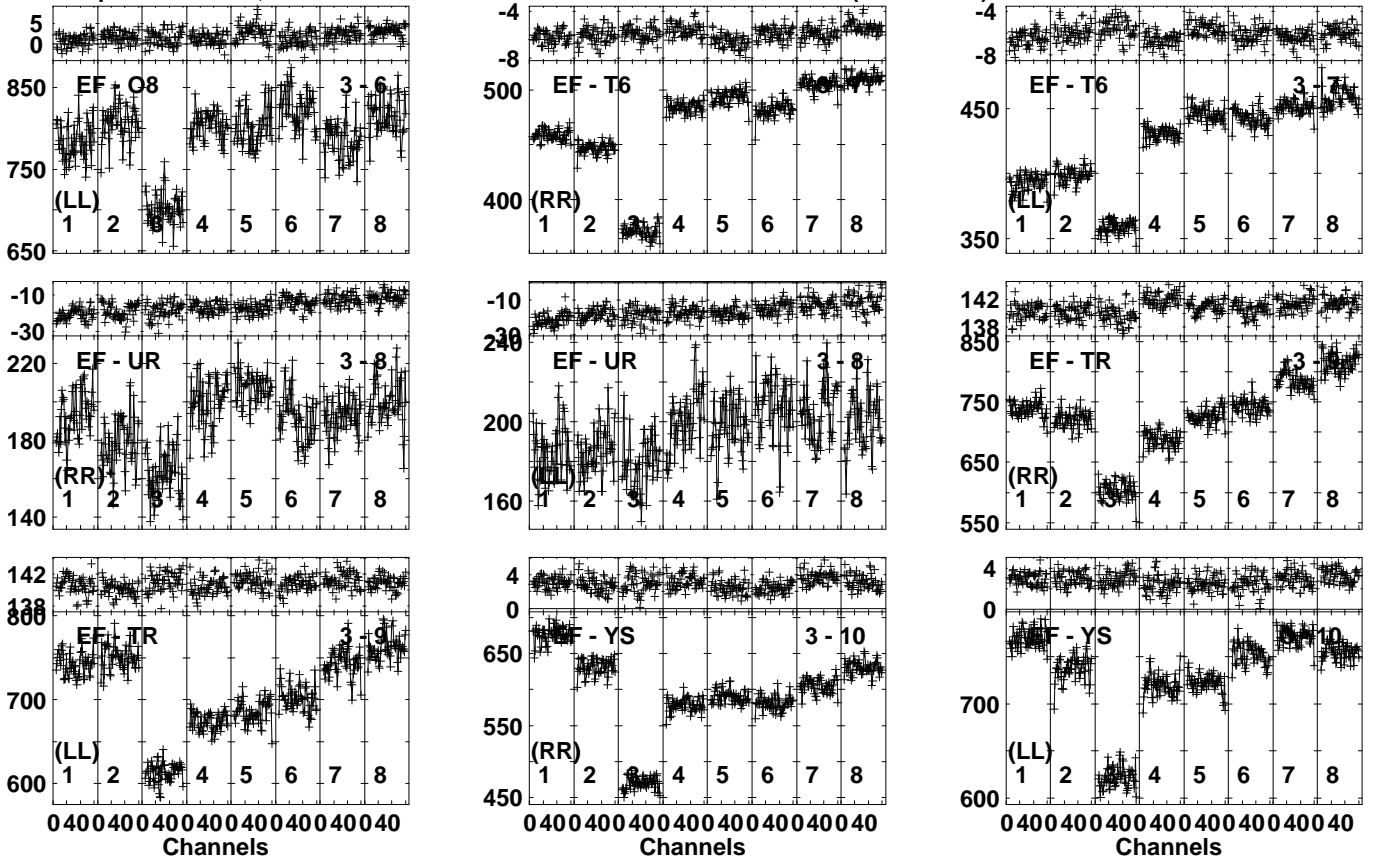 5 -4 -4
0 -8 -8
850 EF - O8 3 - 6 500 EF - T6 450 EF - T6 3 - 7
750
(LL) 400 (RR) (LL)
650 1 2 3 4 5 6 7 8 1 2 3 4 5 6 7 8 350 1 2 4 5 6 7 8
-10 -10 142
-30 -30 138
220 EF - UR 3 - 8 240 EF - UR 3 - 8 850 EF - TR 3 - 9
180 200 750
(RR) (LL) 650 (RR)
140 1 2 3 4 5 6 7 8 160 1 2 3 4 5 6 7 8 550 1 2 3 4 5 6 7 8
142 4 4
138 0 0
800 EF - TR 3 - 9 650 EF - YS 3 - 10 EF - YS 3 - 10
700 550 700
(LL) (RR) (LL)
600 1 2 3 4 5 6 7 8 450 1 2 3 4 5 6 7 8 600 1 2 3 4 5 6 7 8
0 40 0 40 0 40 0 40 0 40 0 40 0 40 0 40 0 40 0 40 0 40 0 40 0 40 0 40 0 40 0 40 0 40 0 40 0 40 0 40 0 40 0 40 0 40 0 40
Channels Channels Channels